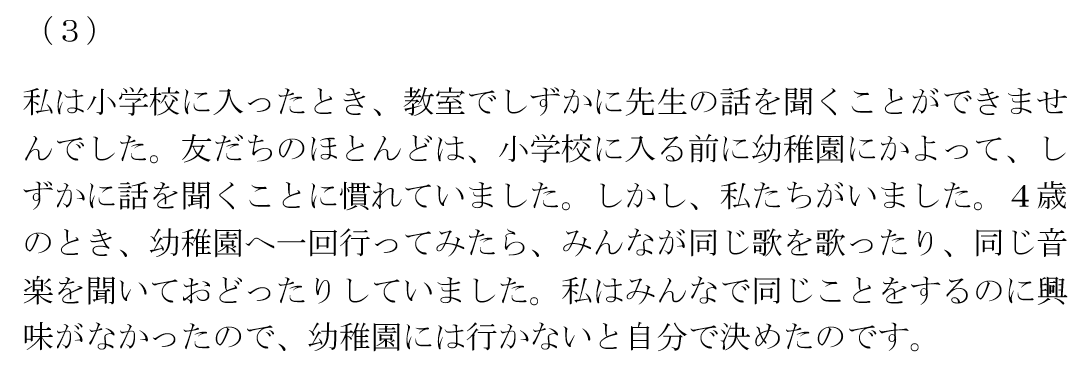 （３）
私は小学校に入ったとき、教室でしずかに先生の話を聞くことができませ
んでした。友だちのほとんどは、小学校に入る前に幼稚園にかよって、し
ずかに話を聞くことに慣れていました。しかし、私たちがいました。４歳
のとき、幼稚園へ一回行ってみたら、みんなが同じ歌を歌ったり、同じ音
楽を聞いておどったりしていました。私はみんなで同じことをするのに興
味がなかったので、幼稚園には行かないと自分で決めたのです。